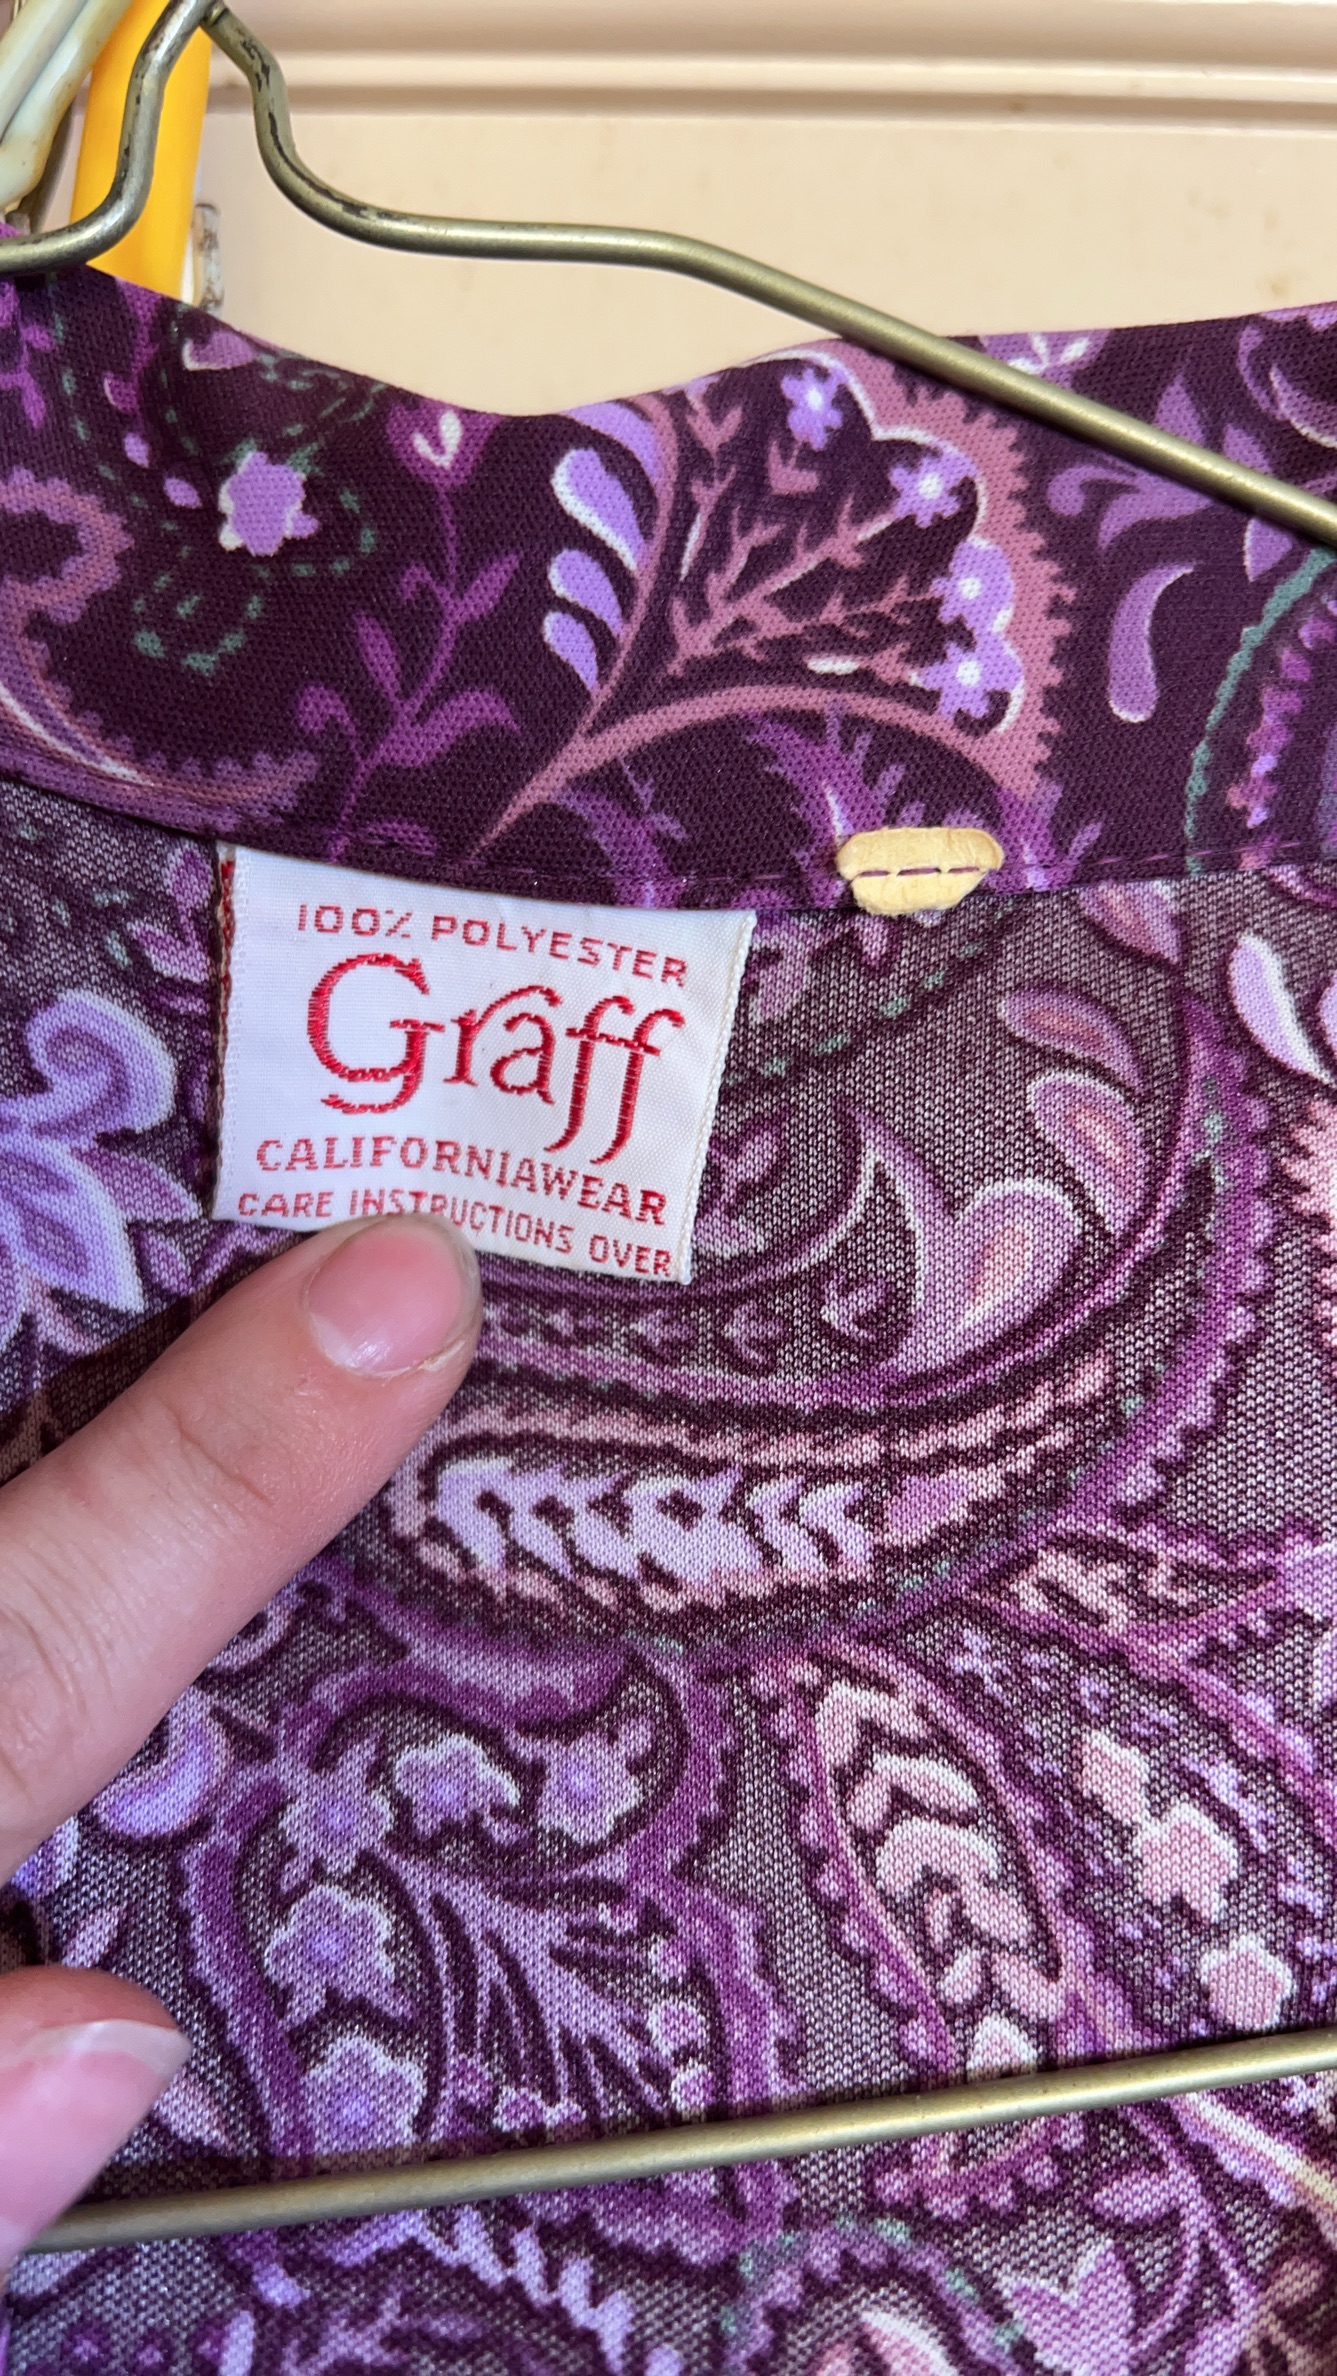 100% POLYESTER
Graff
CALIFORNIAWEAR
CARE INSTRUCTIONS OVER